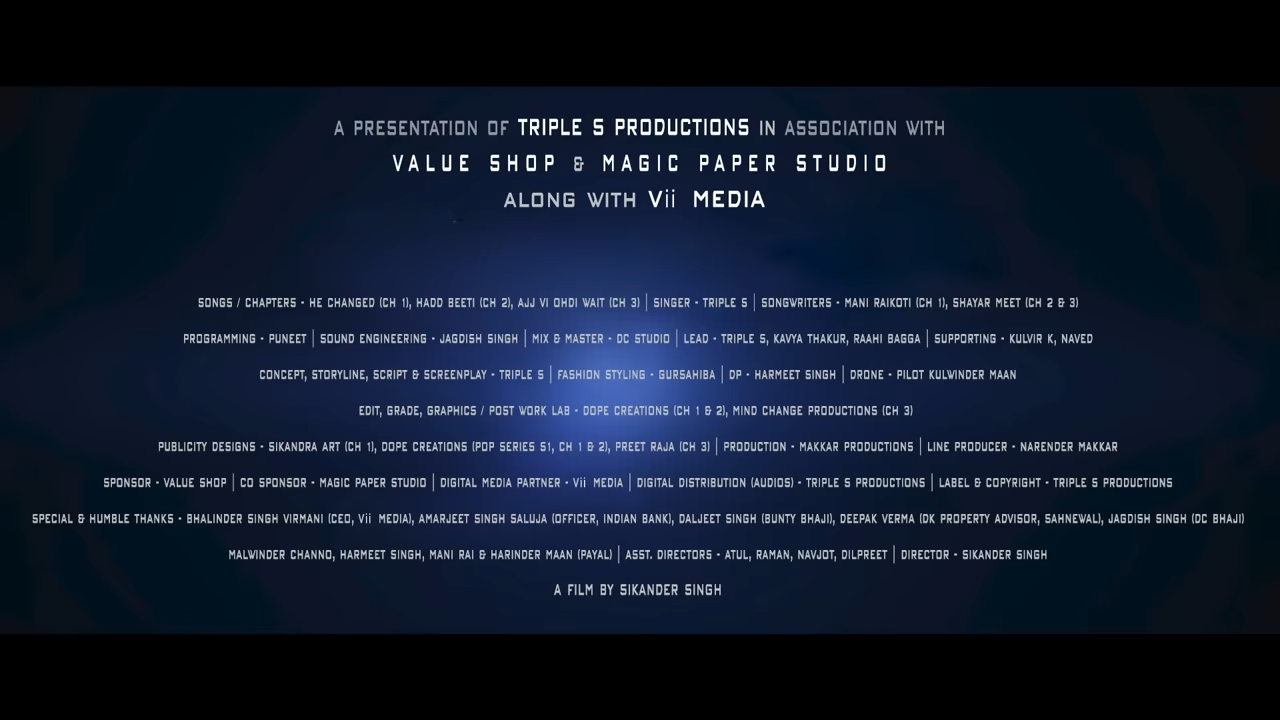 A PRESENTATION OF TRIPLE S PRODUCTIONS IN ASSOCIATION WITH
VALUE SHOP & MAGIC PAPER STUDIO
ALONG WITH Vii MEDIA
SONGS / CHAPTERS - HE CHANGED (CH 1), HADD BEETI (CH 2), AJJ VI OHDI WAIT (CH 3) | SINGER - TRIPLE S | SONGWRITERS - MANI RAIKOTI (CH 1), SHAYAR MEET (CH 2 & 3)
PROGRAMMING - PUNEET | SOUND ENGINEERING - JAGDISH SINGH | MIX & MASTER - DC STUDIO | LEAD - TRIPLE S, KAVYA THAKUR, RAAHI BAGGA | SUPPORTING - KULVIR K, NAVED
CONCEPT, STORYLINE, SCRIPT & SCREENPLAY - TRIPLE S | FASHION STYLING - GURSAHIBA | DP - HARMEET SINGH | DRONE - PILOT KULWINDER MAAN
EDIT, GRADE, GRAPHICS / POST WORK LAB - DOPE CREATIONS (CH 1 & 2), MIND CHANGE PRODUCTIONS (CH 3)
PUBLICITY DESIGNS - SIKANDRA ART (CH 1), DOPE CREATIONS (POP SERIES S1, CH 1 & 2), PREET RAJA (CH 3) | PRODUCTION - MAKKAR PRODUCTIONS | LINE PRODUCER - NARENDER MAKKAR
SPONSOR - VALUE SHOP | CO SPONSOR - MAGIC PAPER STUDIO | DIGITAL MEDIA PARTNER - Vii MEDIA | DIGITAL DISTRIBUTION (AUDIOS) - TRIPLE S PRODUCTIONS | LABEL & COPYRIGHT - TRIPLE S PRODUCTIONS
SPECIAL & HUMBLE THANKS - BHALINDER SINGH VIRMANI (CEO, Vii MEDIA), AMARJEET SINGH SALUJA (OFFICER, INDIAN BANK), DALJEET SINGH (BUNTY BHAJI), DEEPAK VERMA (DK PROPERTY ADVISOR, SAHNEWAL), JAGDISH SINGH (DC BHAJI)
MALWINDER CHANNO, HARMEET SINGH, MANI RAI & HARINDER MAAN (PAYAL) | ASST. DIRECTORS - ATUL, RAMAN, NAVJOT, DILPREET | DIRECTOR - SIKANDER SINGH
A FILM BY SIKANDER SINGH